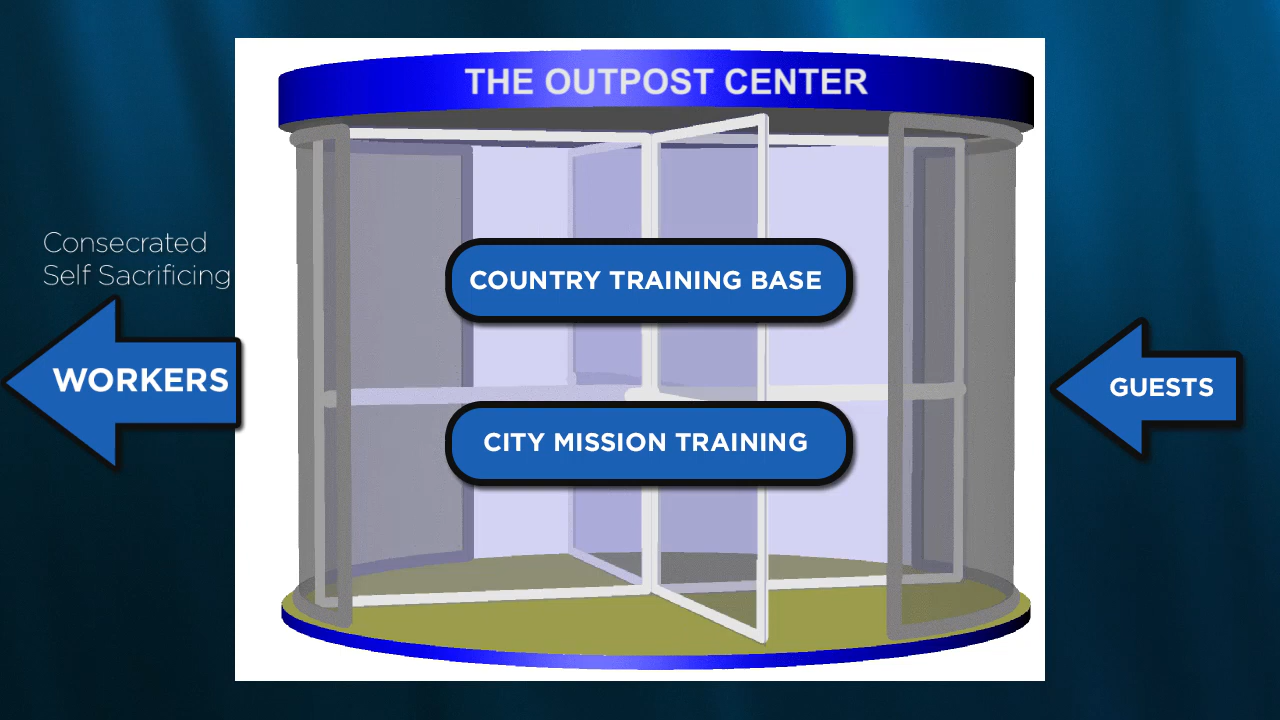 THE OUTPOST CENTER
Consecrated
Self Sacrificing
WORKERS
COUNTRY TRAINING BASE
CITY MISSION TRAINING
GUESTS